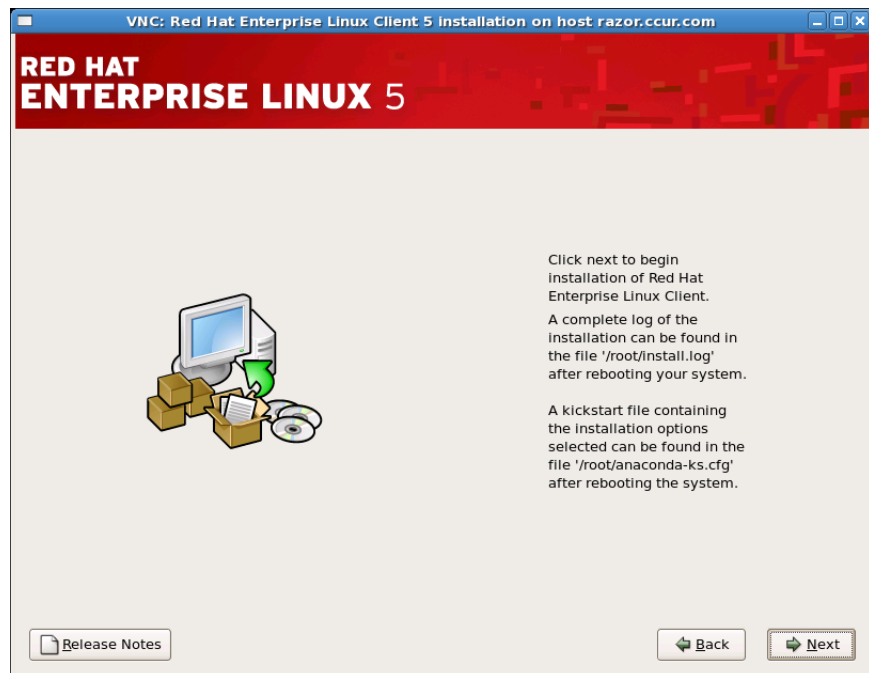 VNC: Red Hat Enterprise Linux Client 5 installation on host razor.ccur.com
RED HAT
ENTERPRISE LINUX 5
Click next to begin
installation of Red Hat
Enterprise Linux Client.
A complete log of the
installation can be found in
the file '/root/install.log'
after rebooting your system.
A kickstart file containing
the installation options
selected can be found in the
file '/root/anaconda-ks.cfg'
after rebooting the system.
Release Notes
Back
Next